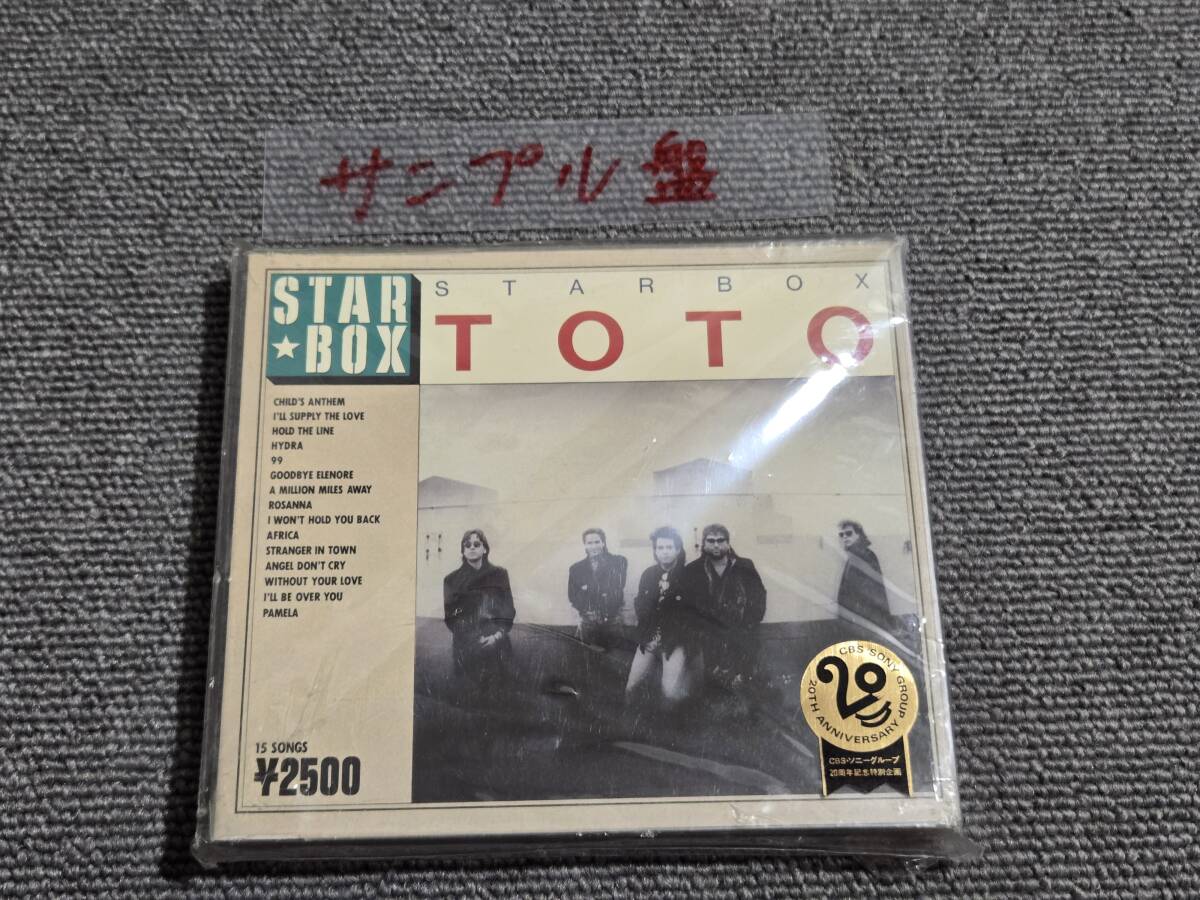 サンプル盤
STAR
★BOX
STAR BOX
TOTO
CHILD'S ANTHEM
I'LL SUPPLY THE LOVE
HOLD THE LINE
HYDRA
99
GOODBYE ELENORE
A MILLION MILES AWAY
ROSANNA
I WON'T HOLD YOU BACK
AFRICA
STRANGER IN TOWN
ANGEL DON'T CRY
WITHOUT YOUR LOVE
I'LL BE OVER YOU
PAMELA
15 SONGS
¥2500
CBS SONY GROUP
20
20TH ANNIVERSARY
CBS・ソニーグループ
20周年記念特別企画